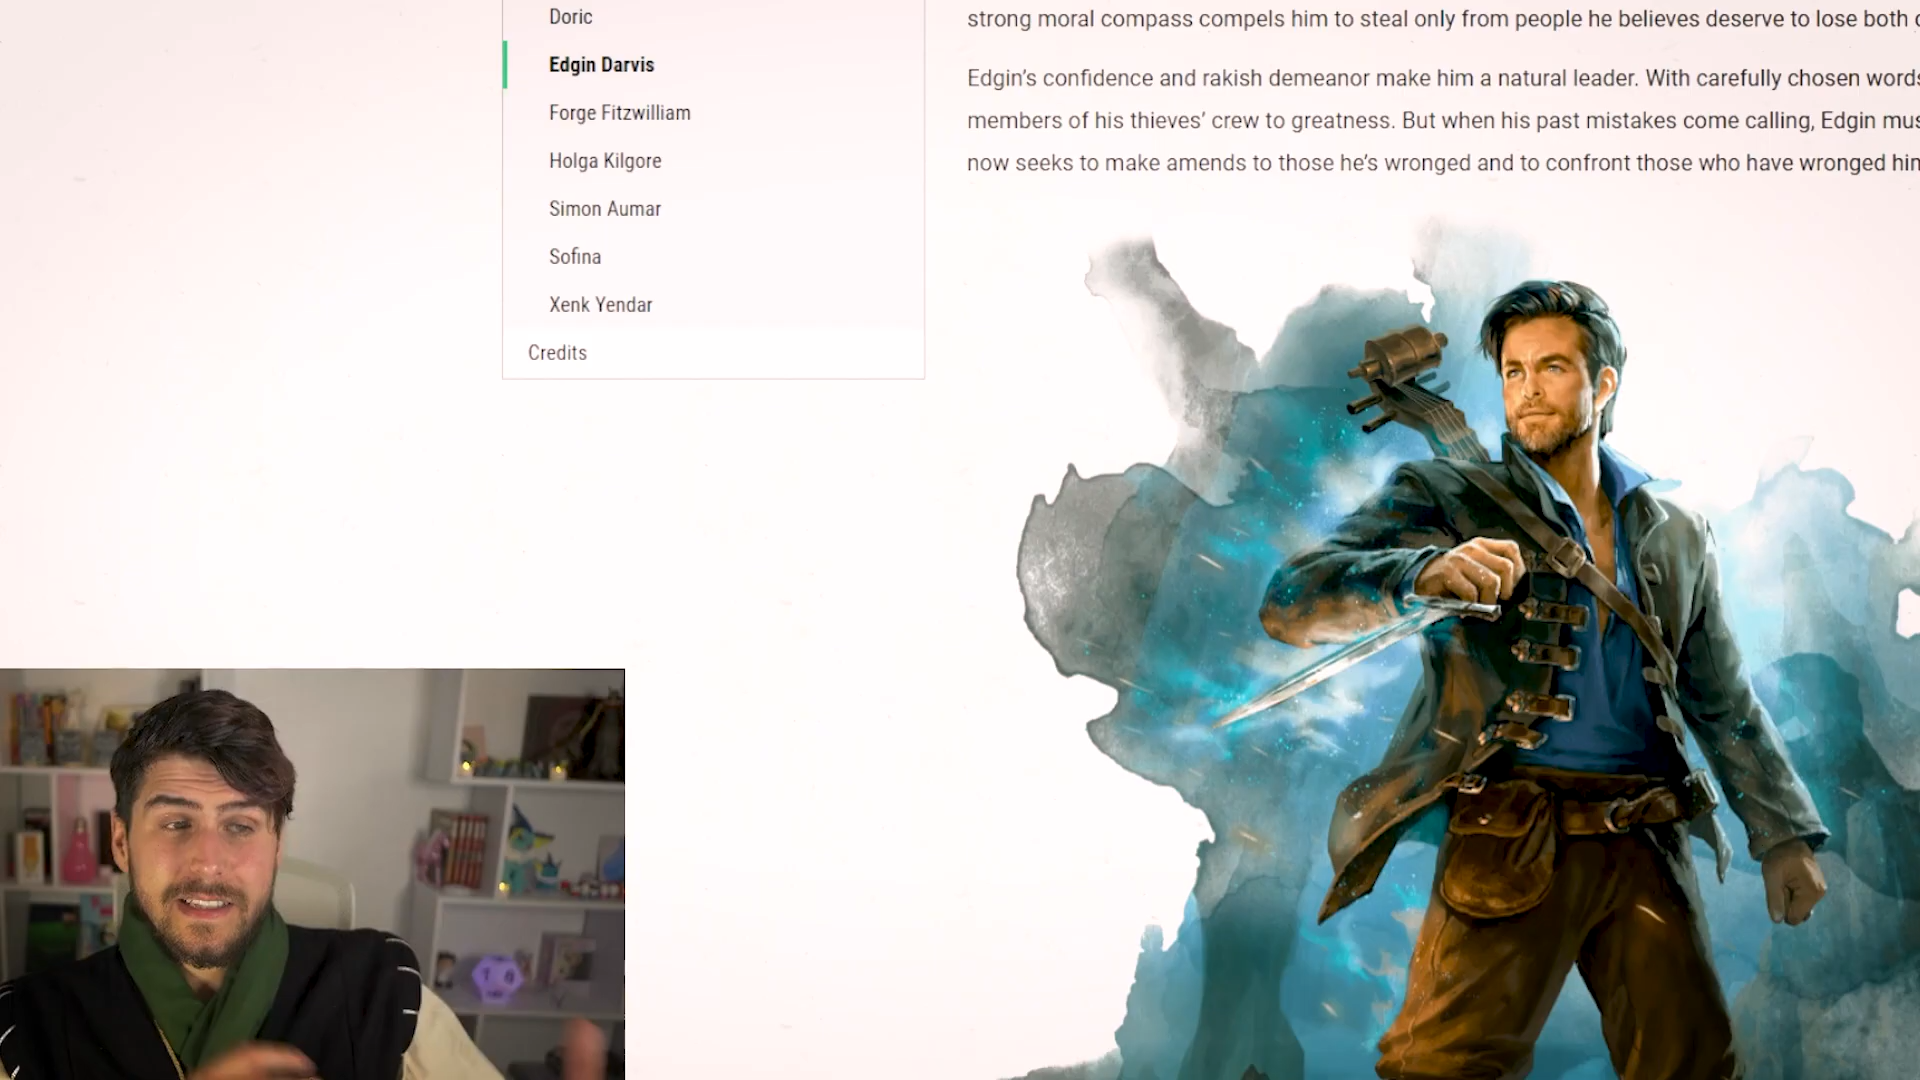 Doric
Edgin Darvis
Forge Fitzwilliam
Holga Kilgore
Simon Aumar
Sofina
Xenk Yendar
Credits
strong moral compass compels him to steal only from people he believes deserve to lose both
Edgin’s confidence and rakish demeanor make him a natural leader. With carefully chosen words
members of his thieves’ crew to greatness. But when his past mistakes come calling, Edgin
now seeks to make amends to those he’s wronged and to confront those who have wronged